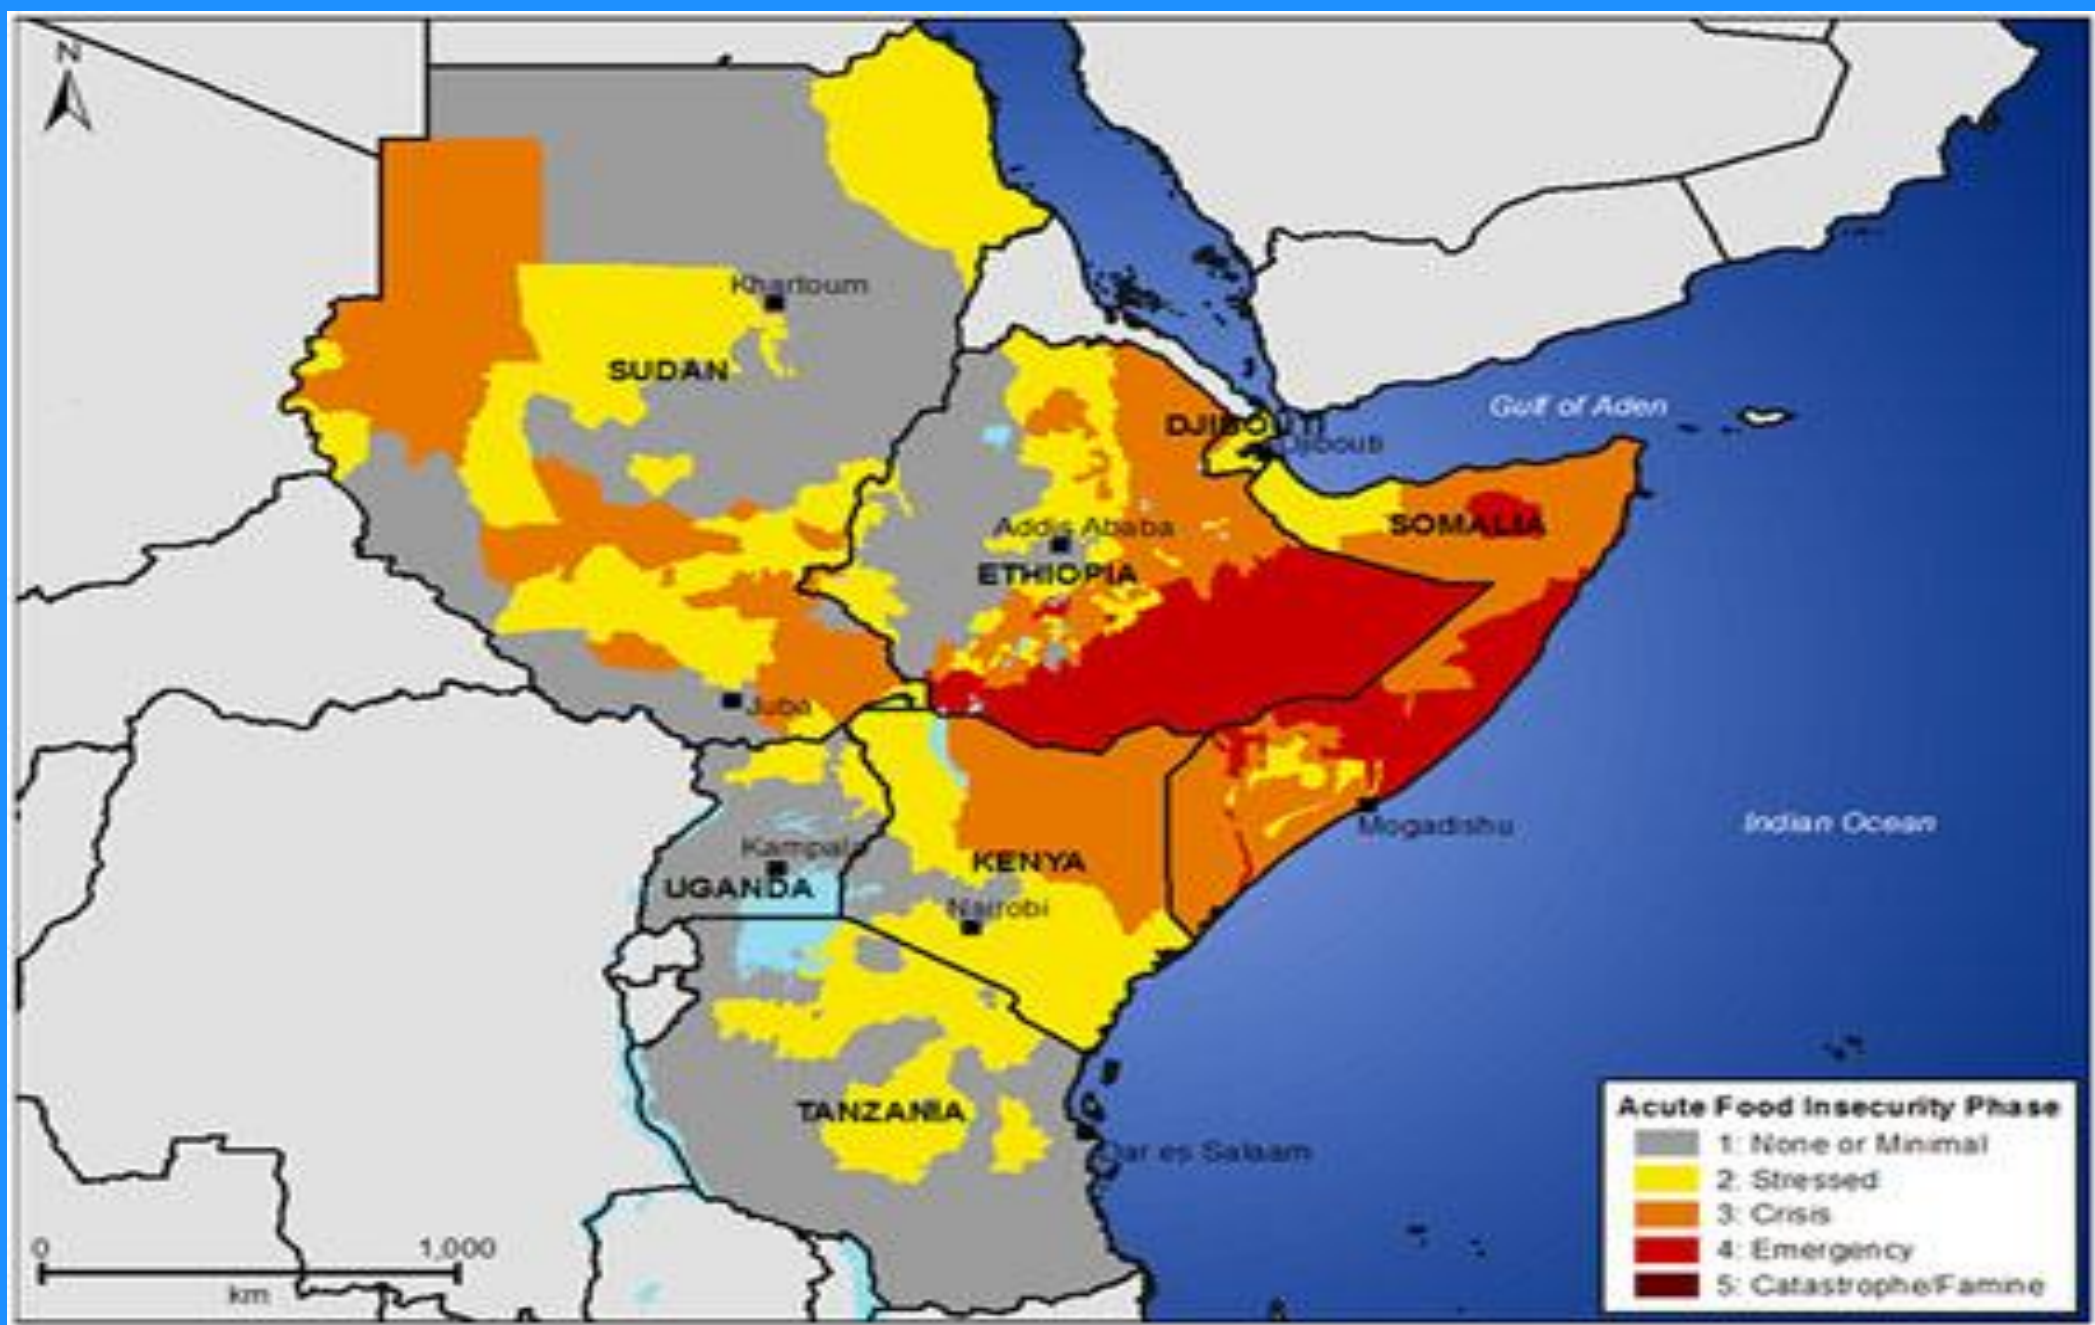 N
Khartoum
SUDAN
Gulf of Aden
DJIBOUTI
Djibouti
SOMALIA
Addis Ababa
ETHIOPIA
Juba
Mogadishu
Indian Ocean
Kampala
KENYA
UGANDA
Nairobi
TANZANIA
Dar es Salaam
Acute Food Insecurity Phase
1: None or Minimal
2: Stressed
3: Crisis
4: Emergency
5: Catastrophe/Famine
0 1,000
km